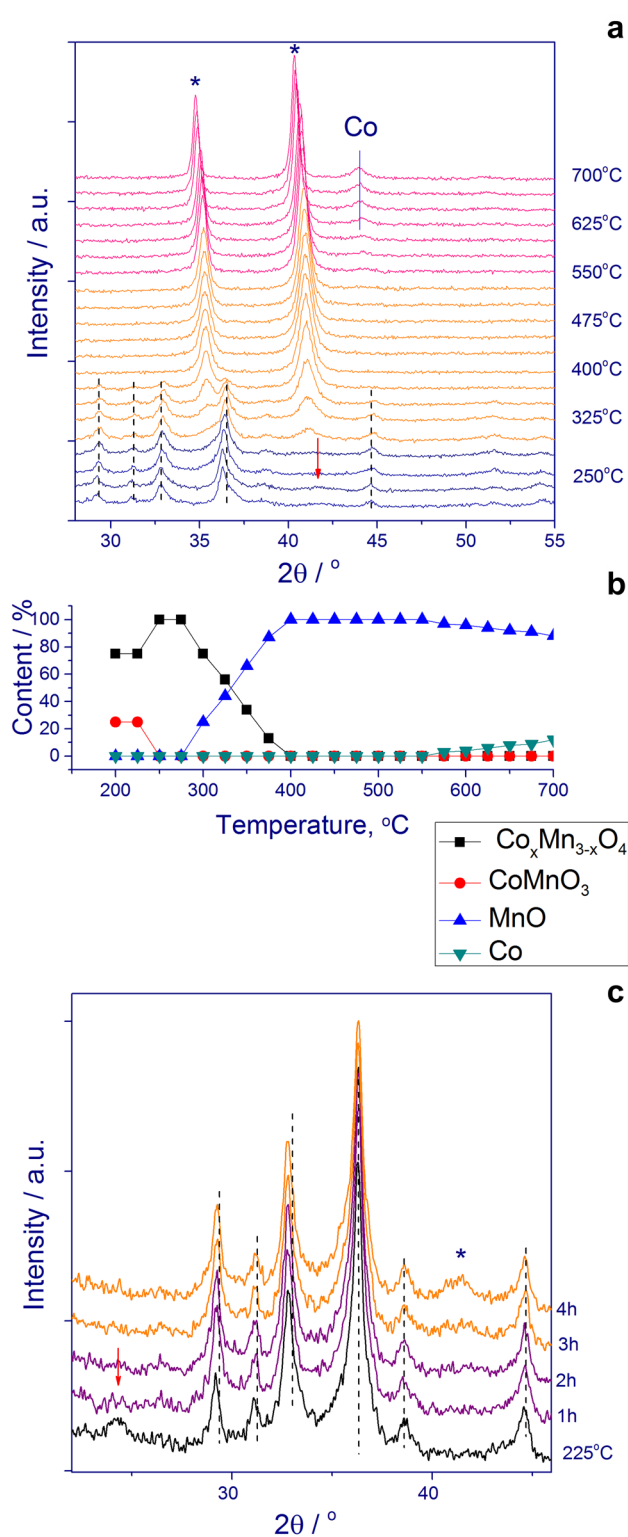 a
*
*
Co
700°C
625°C
550°C
475°C
400°C
325°C
250°C
Intensity / a.u.
30
35
40
45
50
55
2θ / °
b
Content / %
100
80
60
40
20
0
200
300
400
500
600
700
Temperature, °C
CoₓMn₃₋ₓO₄
CoMnO₃
MnO
Co
c
*
4h
3h
2h
1h
225°C
Intensity / a.u.
30
40
2θ / °